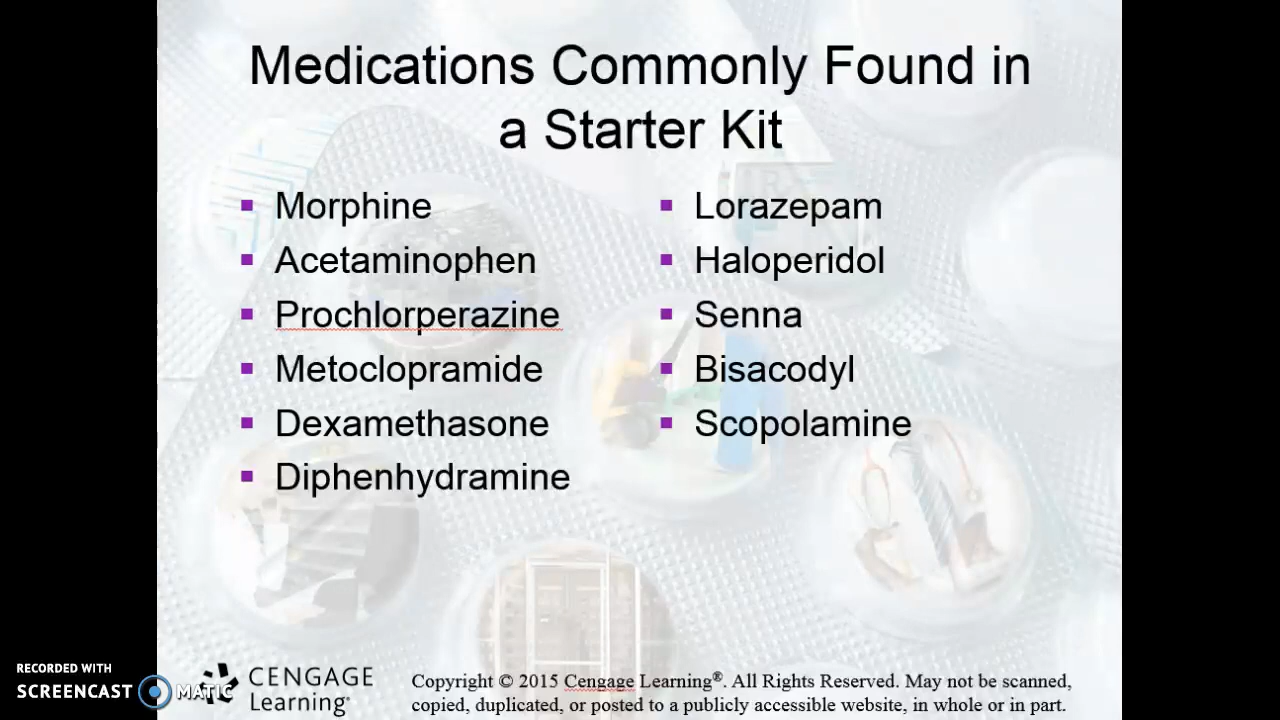 Medications Commonly Found in
a Starter Kit
Morphine
Acetaminophen
Prochlorperazine
Metoclopramide
Dexamethasone
Diphenhydramine
Lorazepam
Haloperidol
Senna
Bisacodyl
Scopolamine
RECORDED WITH
SCREENCAST MATIC
CENGAGE
Learning®
Copyright © 2015 Cengage Learning®. All Rights Reserved. May not be scanned,
copied, duplicated, or posted to a publicly accessible website, in whole or in part.